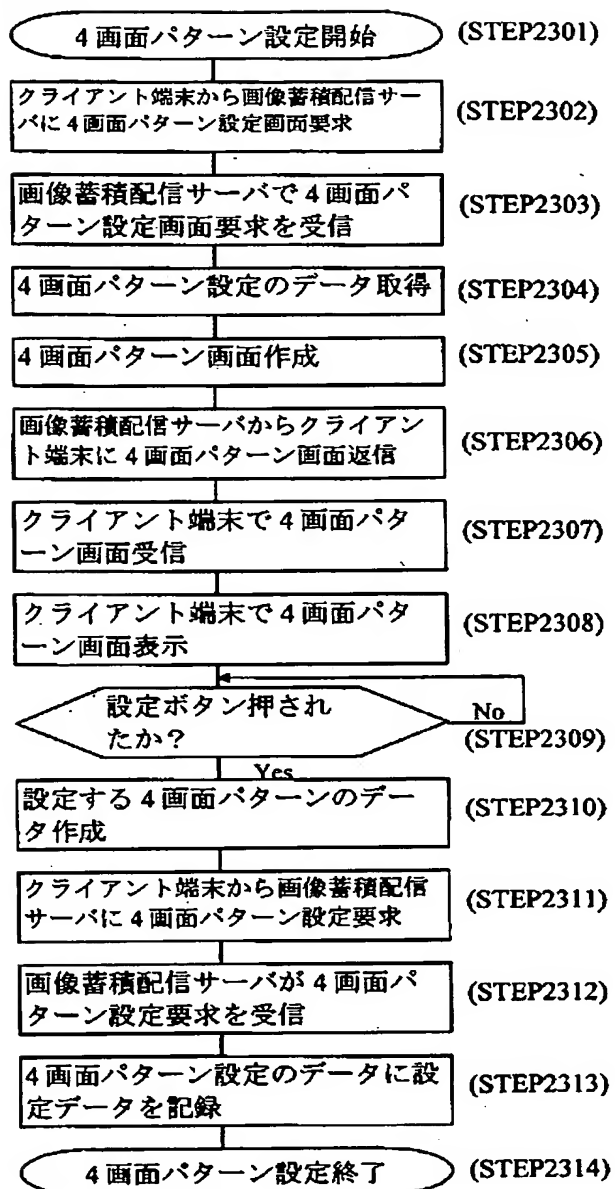 4画面パターン設定開始 (STEP2301)
クライアント端末から画像蓄積配信サー (STEP2302)
バに4画面パターン設定画面要求
画像蓄積配信サーバで4画面パ (STEP2303)
ターン設定画面要求を受信
4画面パターン設定のデータ取得 (STEP2304)
4画面パターン画面作成 (STEP2305)
画像蓄積配信サーバからクライアン (STEP2306)
ト端末に4画面パターン画面返信
クライアント端末で4画面パタ (STEP2307)
ーン画面受信
クライアント端末で4画面パタ (STEP2308)
ーン画面表示
設定ボタン押され No
たか? (STEP2309)
Yes
設定する4画面パターンのデー (STEP2310)
タ作成
クライアント端末から画像蓄積配信 (STEP2311)
サーバに4画面パターン設定要求
画像蓄積配信サーバが4画面パ (STEP2312)
ターン設定要求を受信
4画面パターン設定のデータに設 (STEP2313)
定データを記録
4画面パターン設定終了 (STEP2314)